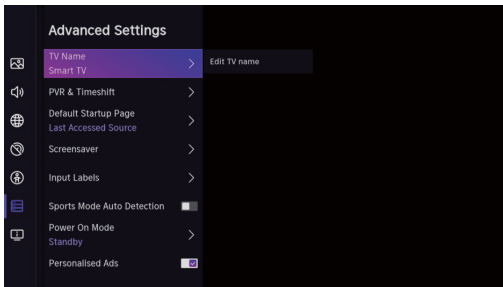 Advanced Settings
TV Name
Smart TV
Edit TV name
PVR & Timeshift
Default Startup Page
Last Accessed Source
Screensaver
Input Labels
Sports Mode Auto Detection
Power On Mode
Standby
Personalised Ads